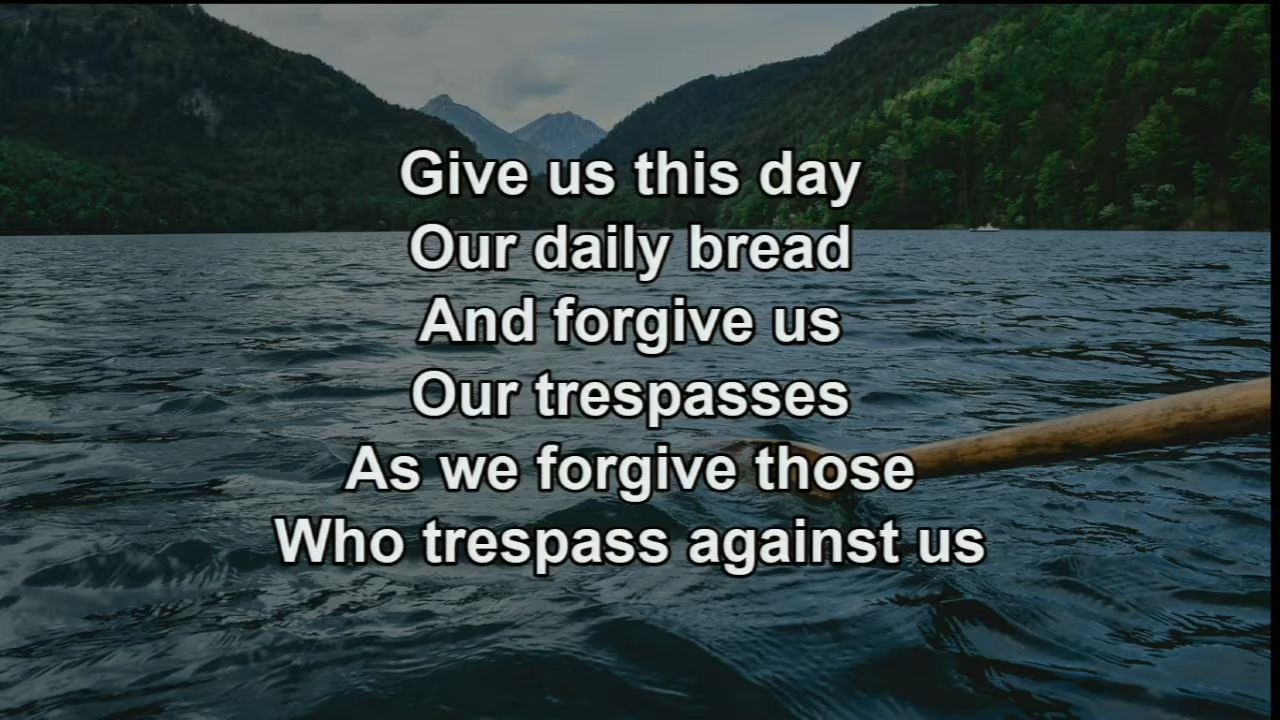 Give us this day
Our daily bread
And forgive us
Our trespasses
As we forgive those
Who trespass against us